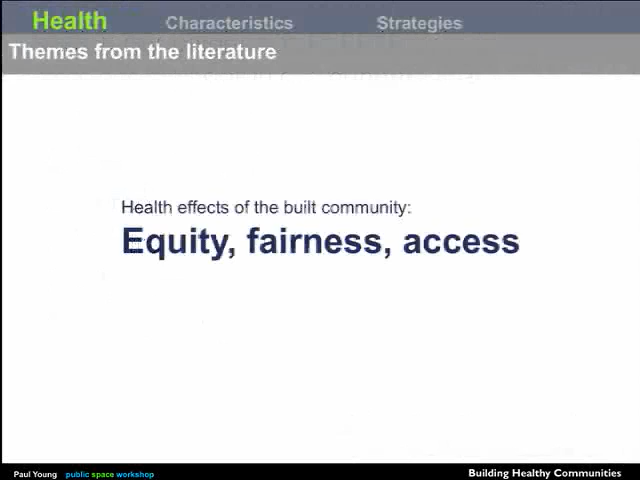 Health Characteristics Strategies
Themes from the literature
Health effects of the built community:
Equity, fairness, access
Paul Young public space workshop Building Healthy Communities